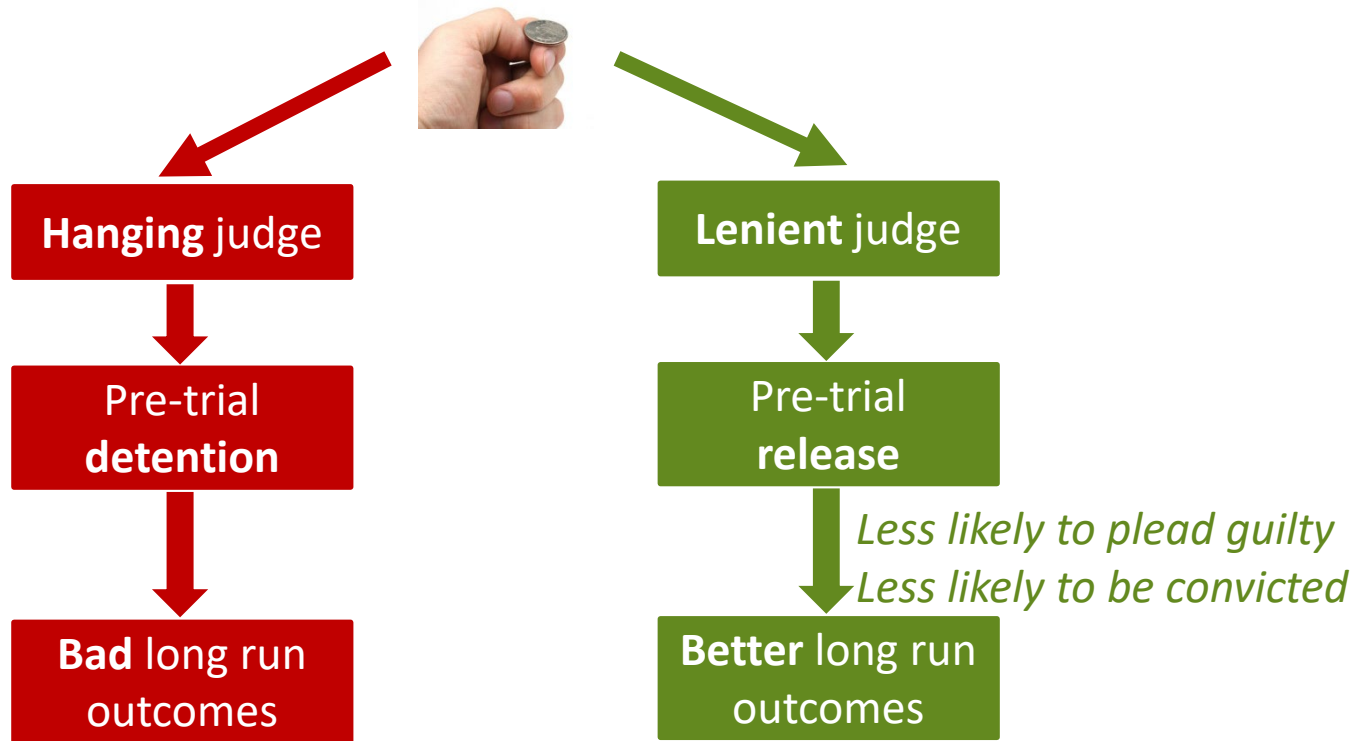 Hanging judge
Lenient judge
Pre-trial
detention
Pre-trial
release
Less likely to plead guilty
Less likely to be convicted
Bad long run
outcomes
Better long run
outcomes